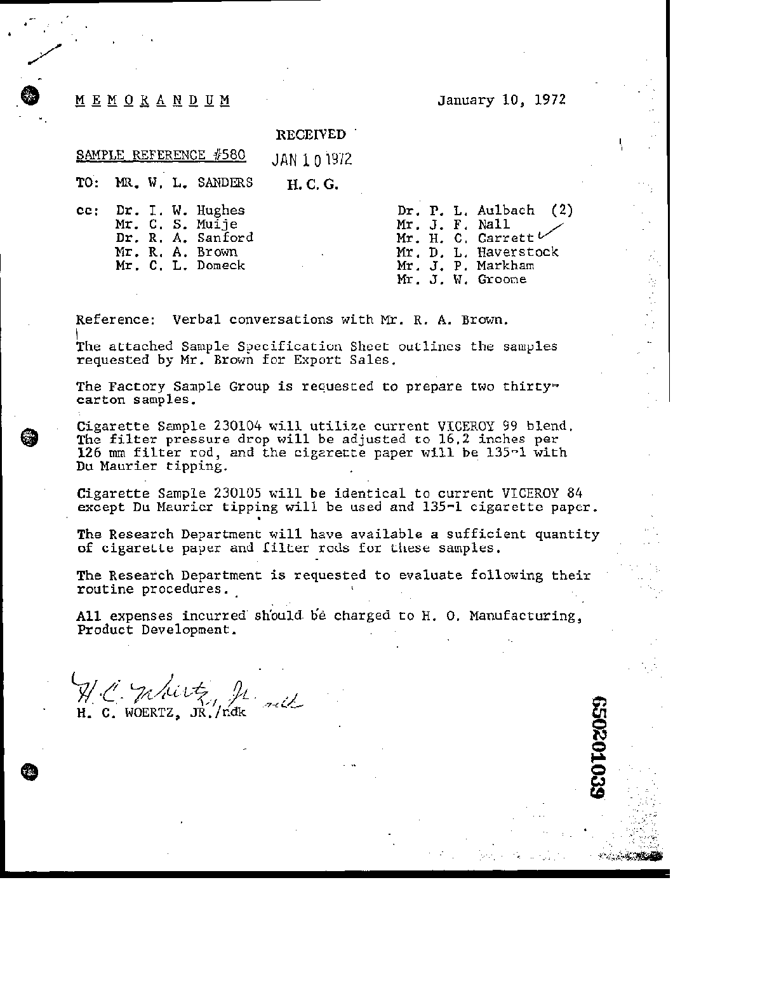 M E M O R A N D U M
January 10, 1972
RECEIVED
SAMPLE REFERENCE #580
JAN 10 1972
TO: MR. W. L. SANDERS
H. C. G.
cc: Dr. I. W. Hughes
Mr. C. S. Muije
Dr. R. A. Sanford
Mr. R. A. Brown
Mr. C. L. Domeck
Dr. P. L. Aulbach (2)
Mr. J. F. Nall
Mr. H. C. Garrett
Mr. D. L. Haverstock
Mr. J. P. Markham
Mr. J. W. Groome
Reference: Verbal conversations with Mr. R. A. Brown.
The attached Sample Specification Sheet outlines the samples
requested by Mr. Brown for Export Sales.
The Factory Sample Group is requested to prepare two thirty-
carton samples.
Cigarette Sample 230104 will utilize current VICEROY 99 blend.
The filter pressure drop will be adjusted to 16.2 inches per
126 mm filter rod, and the cigarette paper will be 135-1 with
Du Maurier tipping.
Cigarette Sample 230105 will be identical to current VICEROY 84
except Du Maurier tipping will be used and 135-1 cigarette paper.
The Research Department will have available a sufficient quantity
of cigarette paper and filter rods for these samples.
The Research Department is requested to evaluate following their
routine procedures.
All expenses incurred should be charged to H. O. Manufacturing,
Product Development.
H. C. Woertz, Jr.
H. C. WOERTZ, JR./ndk
650201039